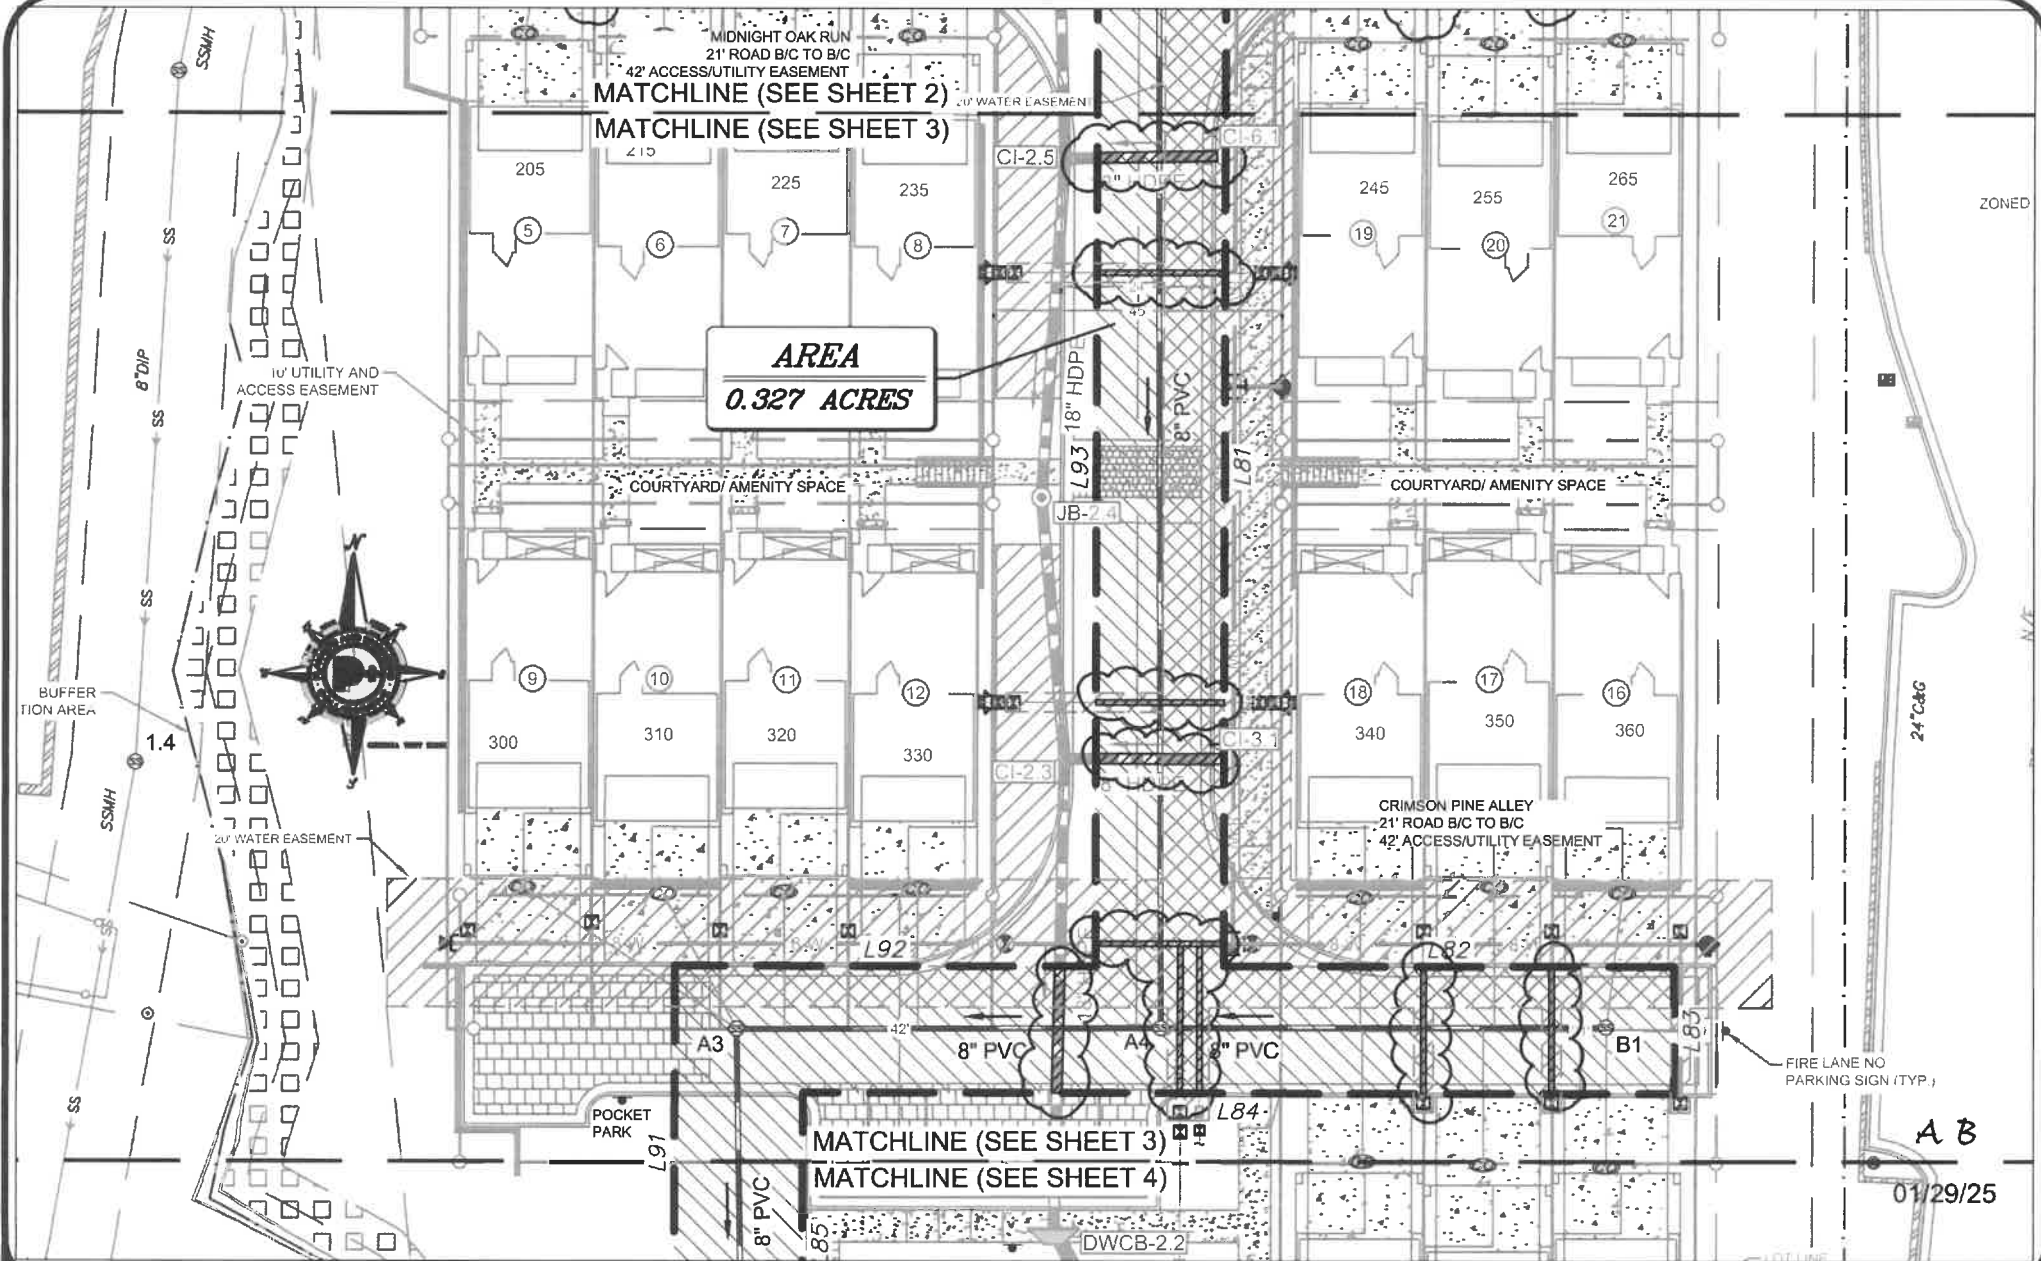 SSMH
MIDNIGHT OAK RUN
21' ROAD B/C TO B/C
42' ACCESS/UTILITY EASEMENT
MATCHLINE (SEE SHEET 2)
20' WATER EASEMENT
MATCHLINE (SEE SHEET 3)
CI-2.5
CI-6.1
205
215
225
235
245
255
265
ZONED
5
6
7
8
19
20
21
SS
45
AREA
0.327 ACRES
8"DIP
10' UTILITY AND
ACCESS EASEMENT
SS
18" HDPE
8" PVC
L93
L81
COURTYARD/ AMENITY SPACE
COURTYARD/ AMENITY SPACE
JB-2.4
SS
N
9
10
11
12
18
17
16
BUFFER
TION AREA
1.4
300
310
320
330
340
350
360
24"C&G
CI-2.3
CI-3.1
S
SSMH
20' WATER EASEMENT
CRIMSON PINE ALLEY
21' ROAD B/C TO B/C
42' ACCESS/UTILITY EASEMENT
SS
L92
L82
A3
42'
8" PVC
A4
8" PVC
B1
L83
FIRE LANE NO
PARKING SIGN (TYP.)
SS
POCKET
PARK
L84
L91
MATCHLINE (SEE SHEET 3)
MATCHLINE (SEE SHEET 4)
A B
01/29/25
8" PVC
85
DWCB-2.2
LOT LINE